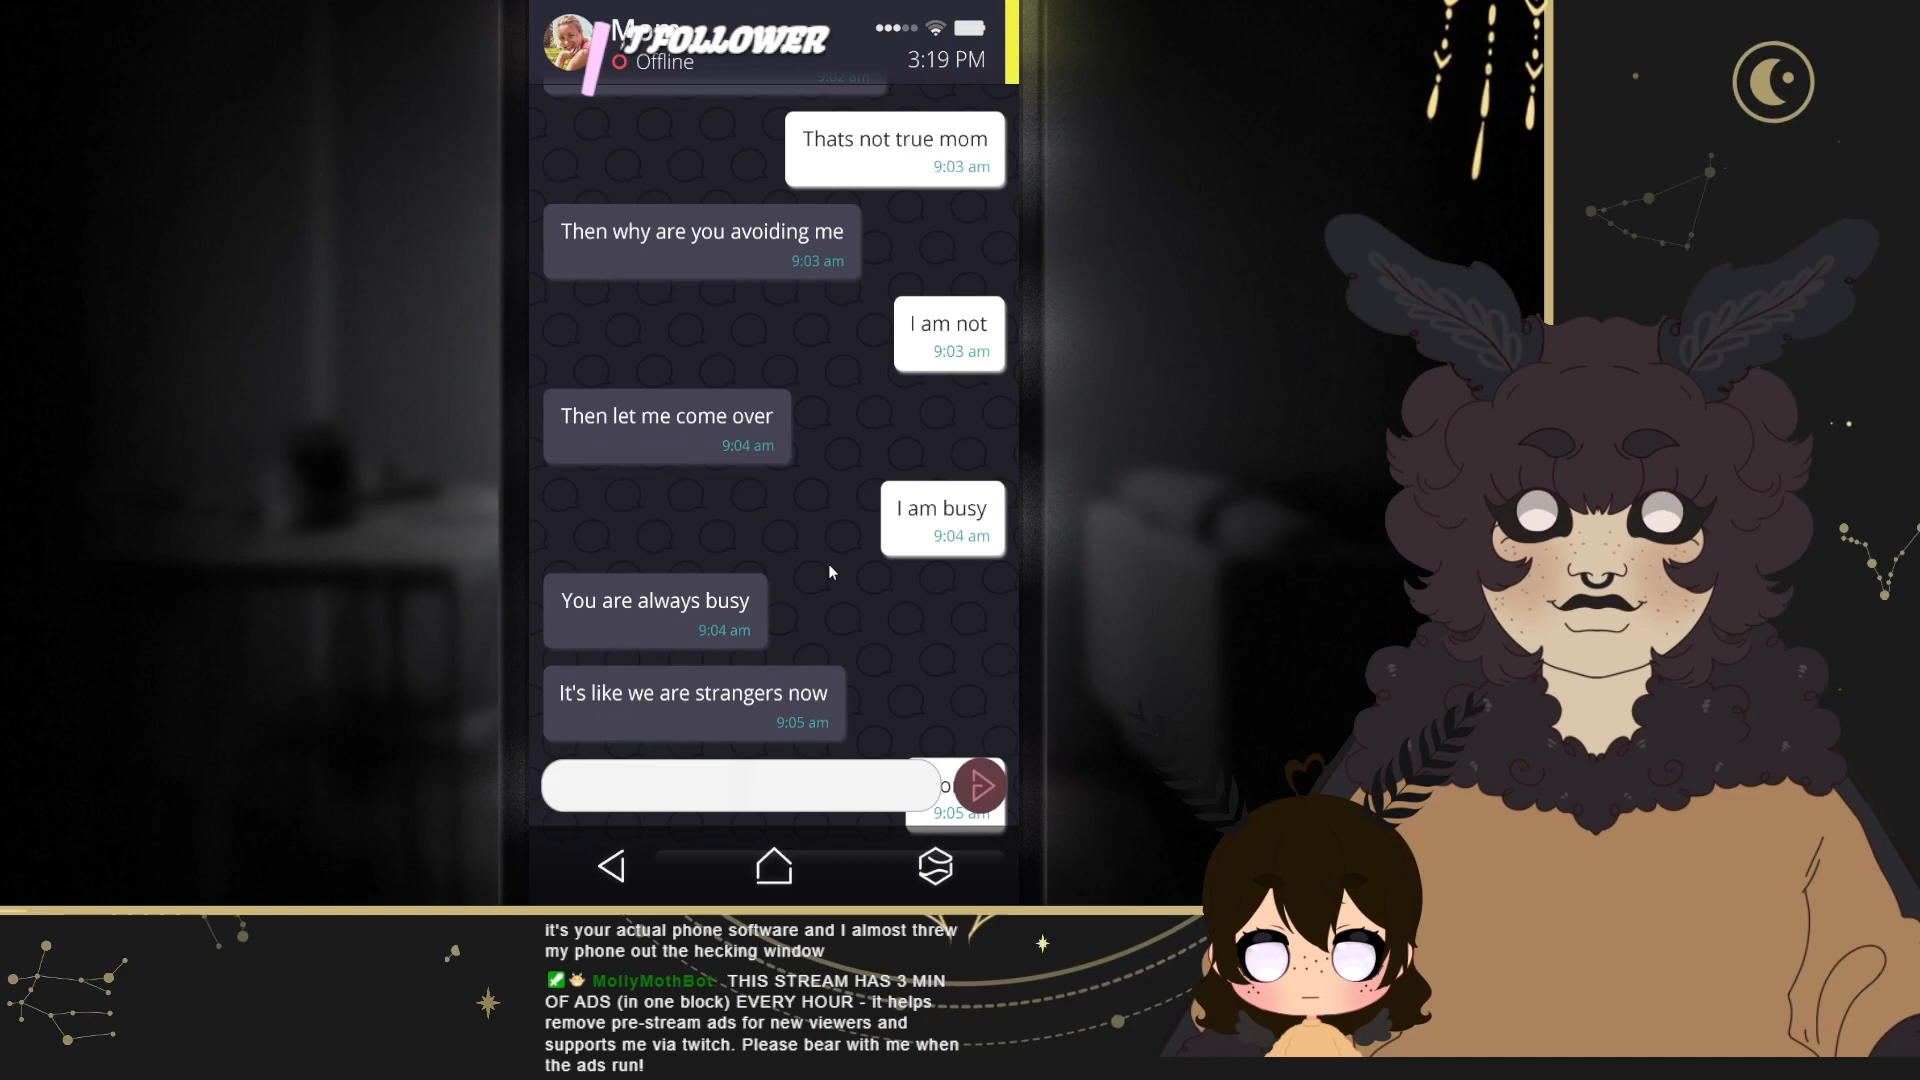 Mom
T FOLLOWER
Offline
3:19 PM
9:02 am
Thats not true mom
9:03 am
Then why are you avoiding me
9:03 am
I am not
9:03 am
Then let me come over
9:04 am
I am busy
9:04 am
You are always busy
9:04 am
It's like we are strangers now
9:05 am
9:05 am
it's your actual phone software and I almost threw
my phone out the hecking window
MollyMothBot: THIS STREAM HAS 3 MIN
OF ADS (in one block) EVERY HOUR - it helps
remove pre-stream ads for new viewers and
supports me via twitch. Please bear with me when
the ads run!